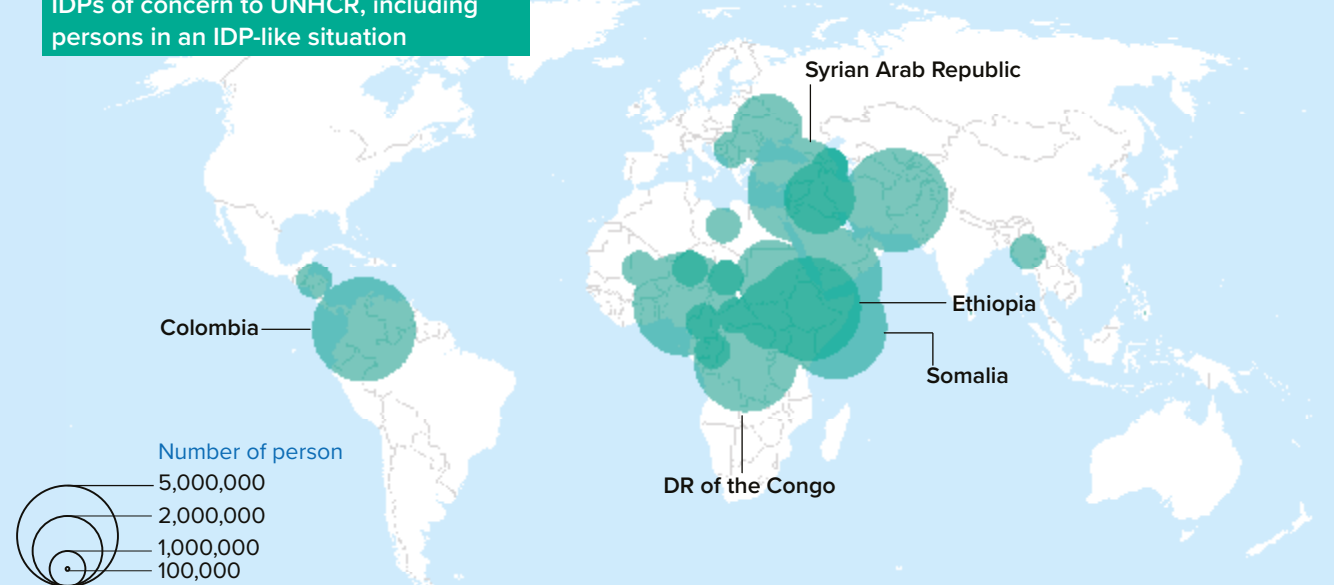 IDPs of concern to UNHCR, including
persons in an IDP-like situation
Syrian Arab Republic
Ethiopia
Colombia
Somalia
DR of the Congo
Number of person
5,000,000
2,000,000
1,000,000
100,000